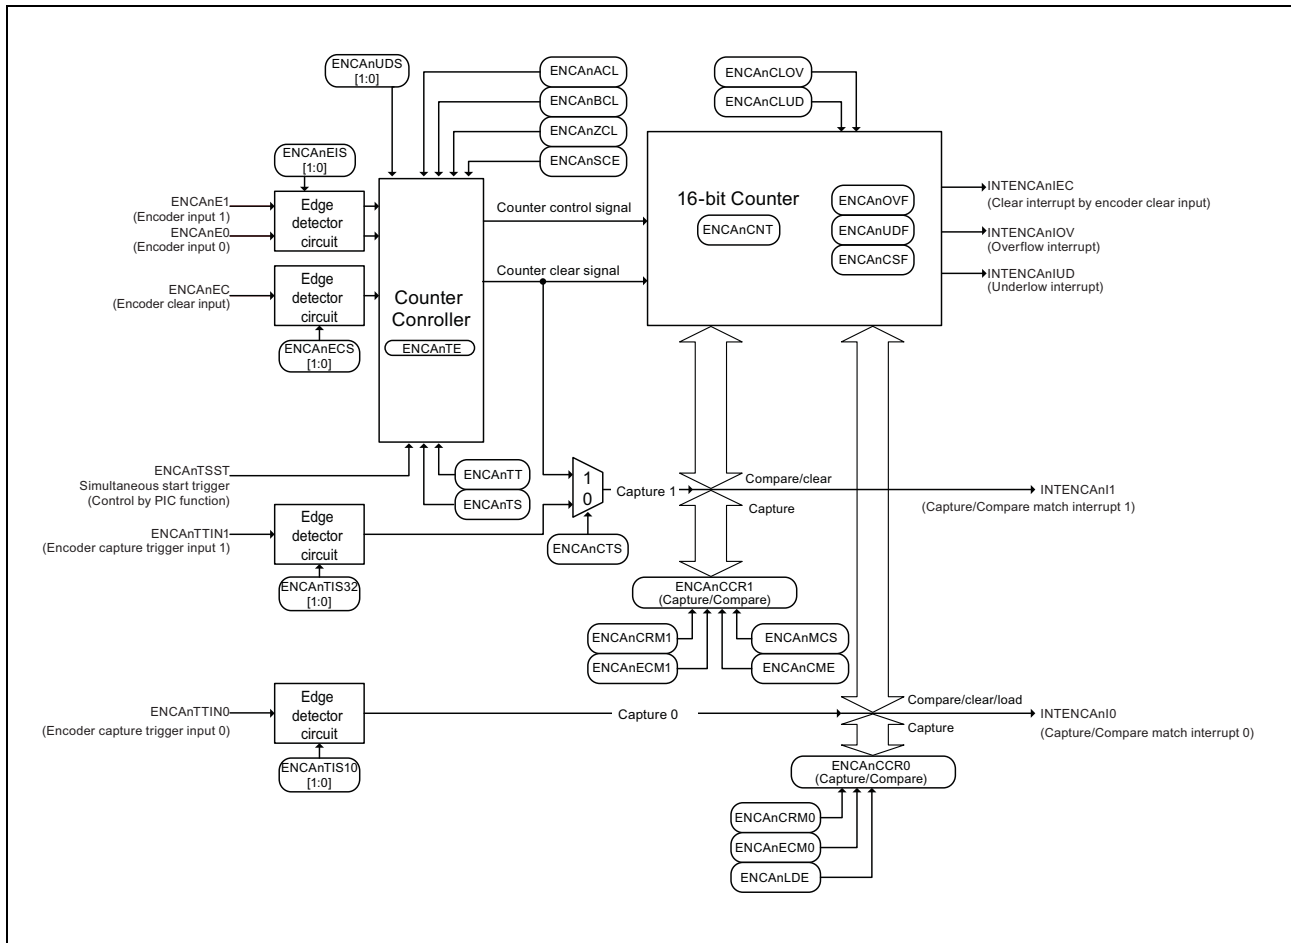 ENCAnUDS
[1:0]
ENCAnACL
ENCAnBCL
ENCAnZCL
ENCAnSCE
ENCAnCLOV
ENCAnCLUD
ENCAnEIS
[1:0]
ENCAnE1
(Encoder input 1)
ENCAnE0
(Encoder input 0)
Edge
detector
circuit
ENCAnEC
(Encoder clear input)
Edge
detector
circuit
ENCAnECS
[1:0]
Counter
Conroller
ENCAnTE
Counter control signal
Counter clear signal
16-bit Counter
ENCAnCNT
ENCAnOVF
ENCAnUDF
ENCAnCSF
INTENCAnIEC
(Clear interrupt by encoder clear input)
INTENCAnIOV
(Overflow interrupt)
INTENCAnIUD
(Underlow interrupt)
ENCAnTSST
Simultaneous start trigger
(Control by PIC function)
ENCAnTT
ENCAnTS
1
0
ENCAnCTS
Capture 1
Compare/clear
Capture
INTENCAnI1
(Capture/Compare match interrupt 1)
ENCAnTTIN1
(Encoder capture trigger input 1)
Edge
detector
circuit
ENCAnTIS32
[1:0]
ENCAnCCR1
(Capture/Compare)
ENCAnCRM1
ENCAnECM1
ENCAnMCS
ENCAnCME
ENCAnTTIN0
(Encoder capture trigger input 0)
Edge
detector
circuit
ENCAnTIS10
[1:0]
Capture 0
Compare/clear/load
Capture
INTENCAnI0
(Capture/Compare match interrupt 0)
ENCAnCCR0
(Capture/Compare)
ENCAnCRM0
ENCAnECM0
ENCAnLDE